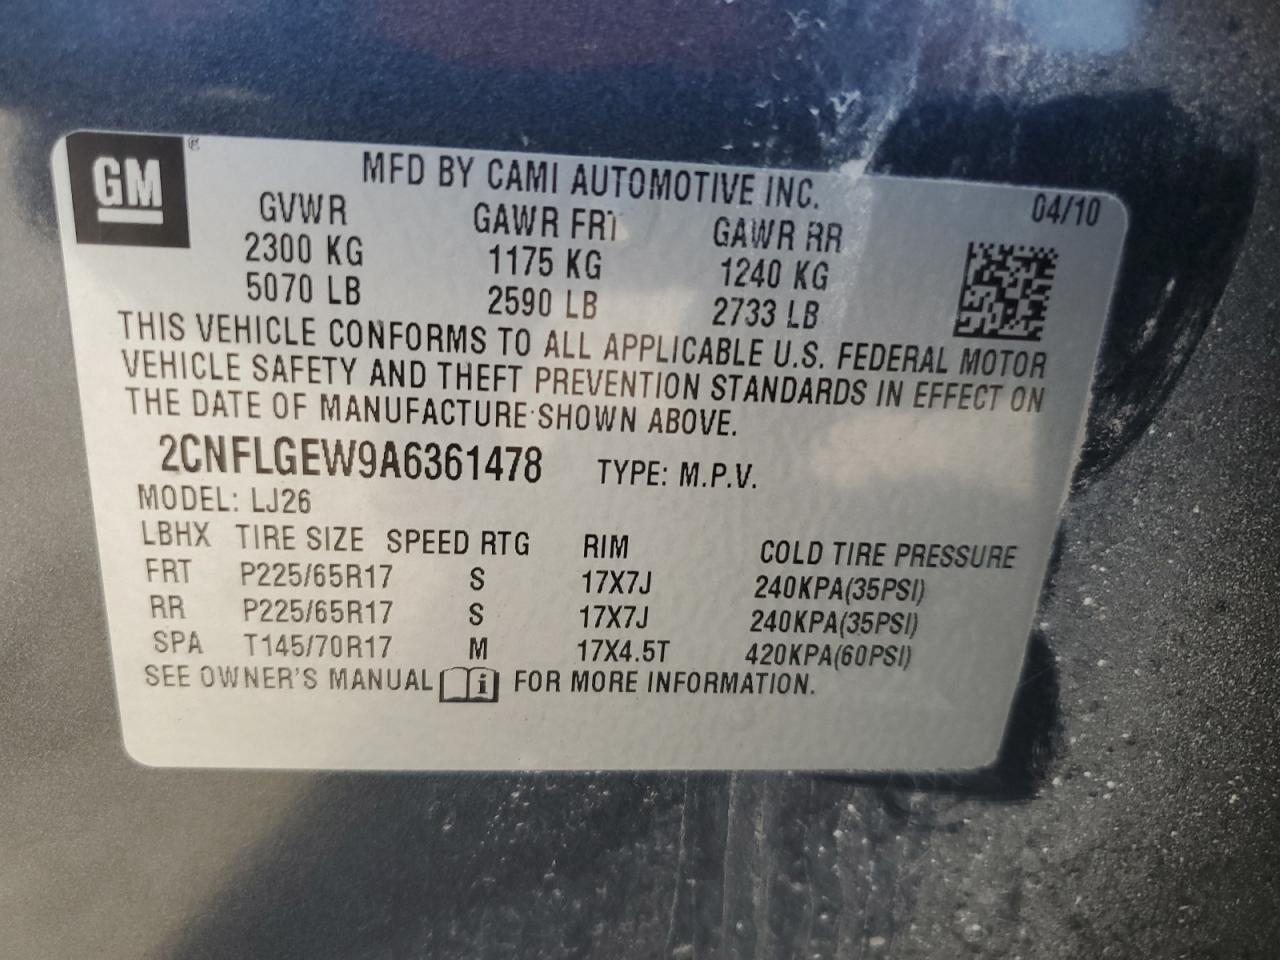 GM ®
MFD BY CAMI AUTOMOTIVE INC. 04/10
GVWR GAWR FRT GAWR RR
2300 KG 1175 KG 1240 KG
5070 LB 2590 LB 2733 LB
THIS VEHICLE CONFORMS TO ALL APPLICABLE U.S. FEDERAL MOTOR
VEHICLE SAFETY AND THEFT PREVENTION STANDARDS IN EFFECT ON
THE DATE OF MANUFACTURE SHOWN ABOVE.
2CNFLGEW9A6361478 TYPE: M.P.V.
MODEL: LJ26
LBHX TIRE SIZE SPEED RTG RIM COLD TIRE PRESSURE
FRT P225/65R17 S 17X7J 240KPA(35PSI)
RR P225/65R17 S 17X7J 240KPA(35PSI)
SPA T145/70R17 M 17X4.5T 420KPA(60PSI)
SEE OWNER'S MANUAL i FOR MORE INFORMATION.